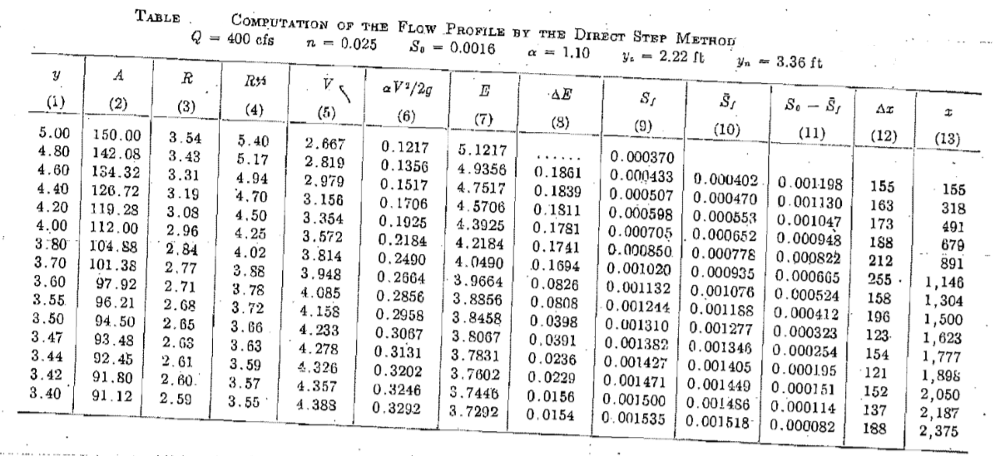 TABLE COMPUTATION OF THE FLOW PROFILE BY THE DIRECT STEP METHOD
Q = 400 cfs n = 0.025 S₀ = 0.0016 α = 1.10 y꜀ = 2.22 ft yₙ = 3.36 ft
y A R R⁴ᐟ³ V αV²/2g E ΔE S_f S̄_f S₀ − S̄_f Δx x
(1) (2) (3) (4) (5) (6) (7) (8) (9) (10) (11) (12) (13)
5.00 150.00 3.54 5.40 2.667 0.1217 5.1217 ...... 0.000370
4.80 142.08 3.43 5.17 2.819 0.1356 4.9356 0.1861 0.000433 0.000402 0.001198 155 155
4.60 134.32 3.31 4.94 2.979 0.1517 4.7517 0.1839 0.000507 0.000470 0.001130 163 318
4.40 126.72 3.19 4.70 3.156 0.1706 4.5706 0.1811 0.000598 0.000553 0.001047 173 491
4.20 119.28 3.08 4.50 3.354 0.1925 4.3925 0.1781 0.000705 0.000652 0.000948 188 679
4.00 112.00 2.96 4.25 3.572 0.2184 4.2184 0.1741 0.000850 0.000778 0.000822 212 891
3.80 104.88 2.84 4.02 3.814 0.2490 4.0490 0.1694 0.001020 0.000935 0.000665 255 1,146
3.70 101.38 2.77 3.88 3.948 0.2664 3.9664 0.0826 0.001132 0.001076 0.000524 158 1,304
3.60 97.92 2.71 3.78 4.085 0.2856 3.8856 0.0808 0.001244 0.001188 0.000412 196 1,500
3.55 96.21 2.68 3.72 4.158 0.2958 3.8458 0.0398 0.001310 0.001277 0.000323 123 1,623
3.50 94.50 2.65 3.66 4.233 0.3067 3.8067 0.0391 0.001382 0.001346 0.000254 154 1,777
3.47 93.48 2.63 3.63 4.278 0.3131 3.7831 0.0236 0.001427 0.001405 0.000195 121 1,898
3.44 92.45 2.61 3.59 4.326 0.3202 3.7602 0.0229 0.001471 0.001449 0.000151 152 2,050
3.42 91.80 2.60 3.57 4.357 0.3246 3.7446 0.0156 0.001500 0.001486 0.000114 137 2,187
3.40 91.12 2.59 3.55 4.388 0.3292 3.7292 0.0154 0.001535 0.001518 0.000082 188 2,375